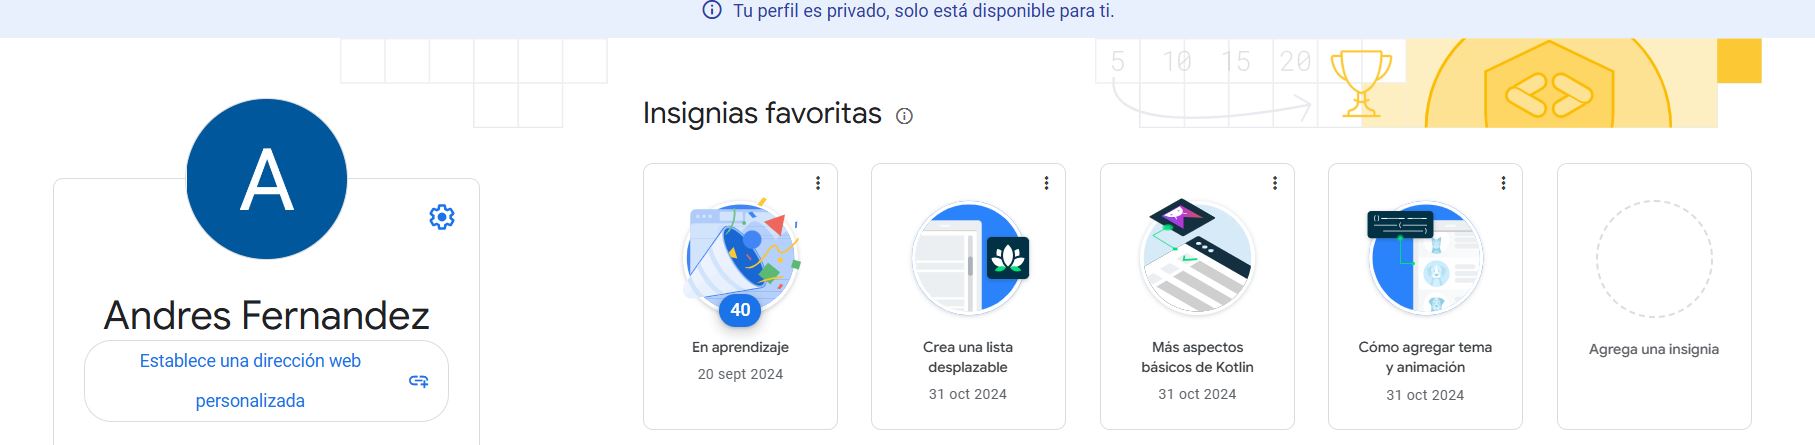 Tu perfil es privado, solo está disponible para ti.
5 10 15 20
A
Andres Fernandez
Establece una dirección web
personalizada
Insignias favoritas
40
En aprendizaje
20 sept 2024
Crea una lista
desplazable
31 oct 2024
Más aspectos
básicos de Kotlin
31 oct 2024
Cómo agregar tema
y animación
31 oct 2024
Agrega una insignia